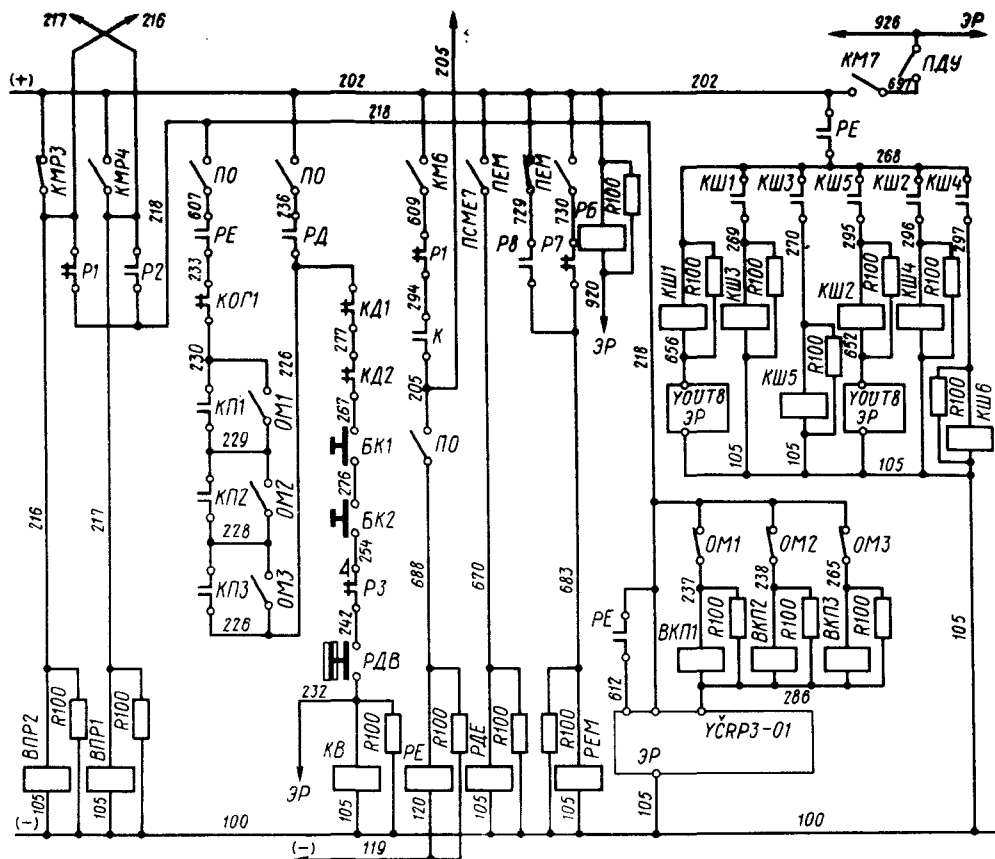 217 216
205
928 ЭР
КМ7 ПДУ
697
(+) 202 202
218
РЕ
КМР3 КМР4 ПО ПО КМ6 ПСМЕ7 ПЕМ ПЕМ
268
КШ1 КШ3 КШ5 КШ2 КШ4
218 607 236 609 729 730 РБ R100
РЕ РД
Р1 Р2 Р1 Р8 Р7
269 270 295 296 297
233 294 920
КОГ1 КД1 К
КШ1 R100 КШ3 R100 КШ2 R100 КШ4 R100
277 ЭР
230 226 КД2 205 218
656 652
R100
КП1 ОМ1 267 КШ5 R100 КШ6
YOUT8 ЭР YOUT8 ЭР
229 БК1 ПО
105 105 105
КП2 ОМ2 276
216 217 228 БК2
254
КП3 ОМ3 Р3 688 670 683
ОМ1 ОМ2 ОМ3
226 242
237 238 265
РЕ
РДВ
ВКП1 R100 ВКП2 R100 ВКП3 R100
105
232 612 286
YČRP3-01
ВПР2 R100 ВПР1 R100 КВ R100 РЕ R100 РДЕ R100 R100 РЕМ
ЭР
ЭР
105 105 105 120 105 105 105
(-) 100 100
(-) 119